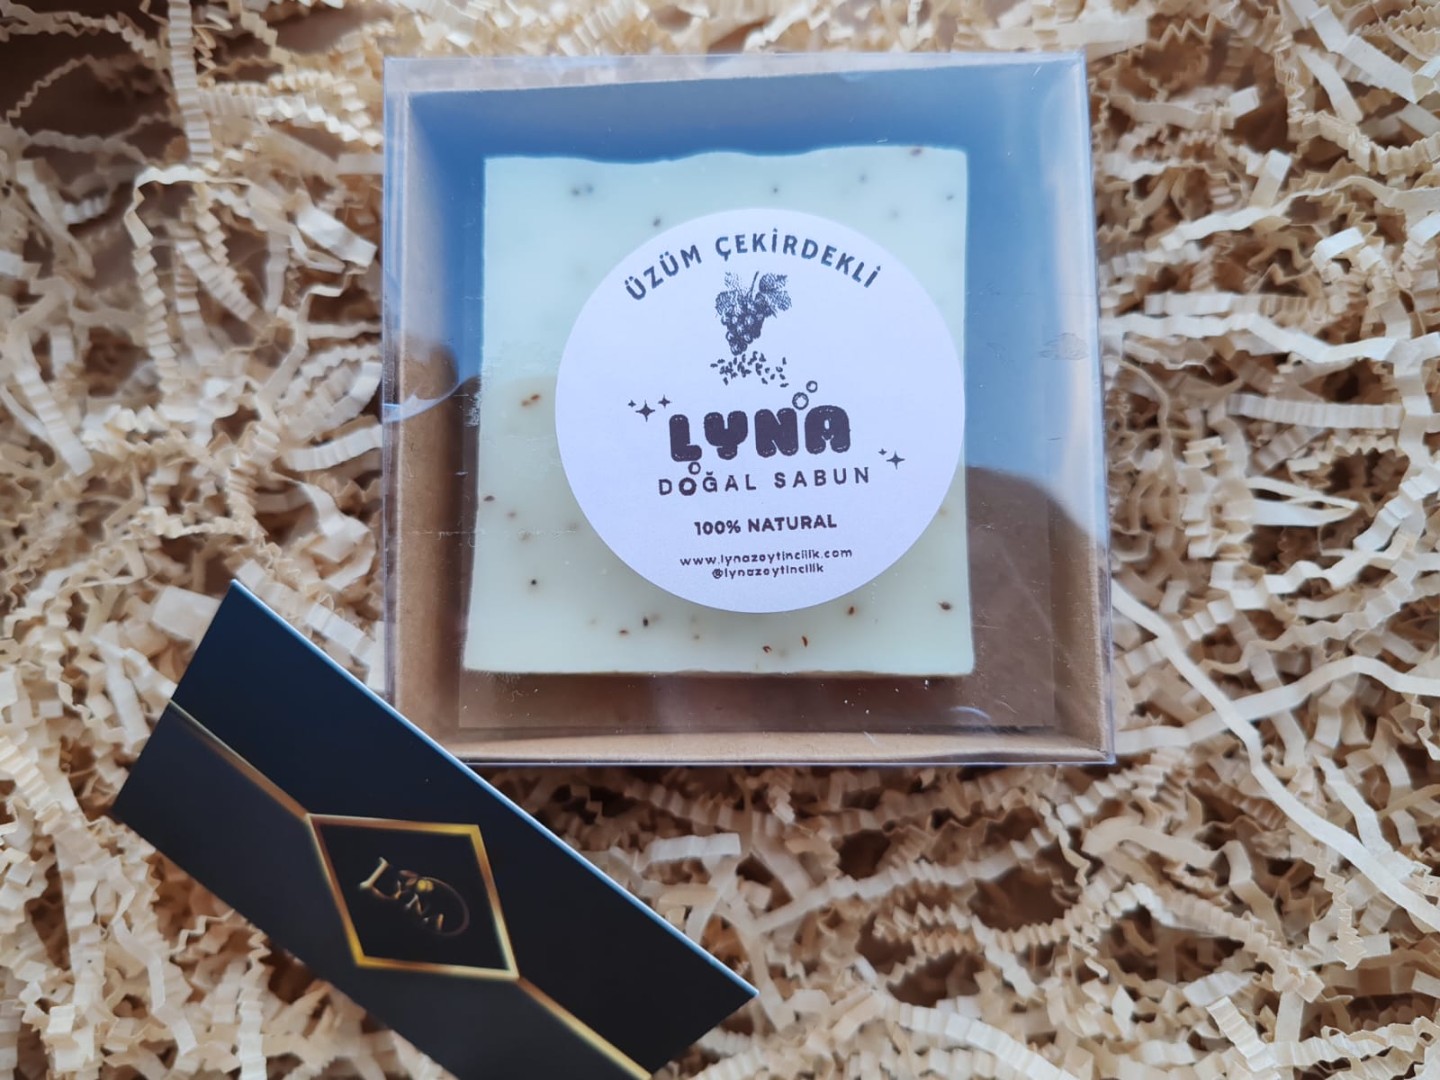 ÜZÜM ÇEKİRDEKLİ
LYNA
DOĞAL SABUN
100% NATURAL
www.lynazeytincilik.com
@lynazeytincilik
LYNA